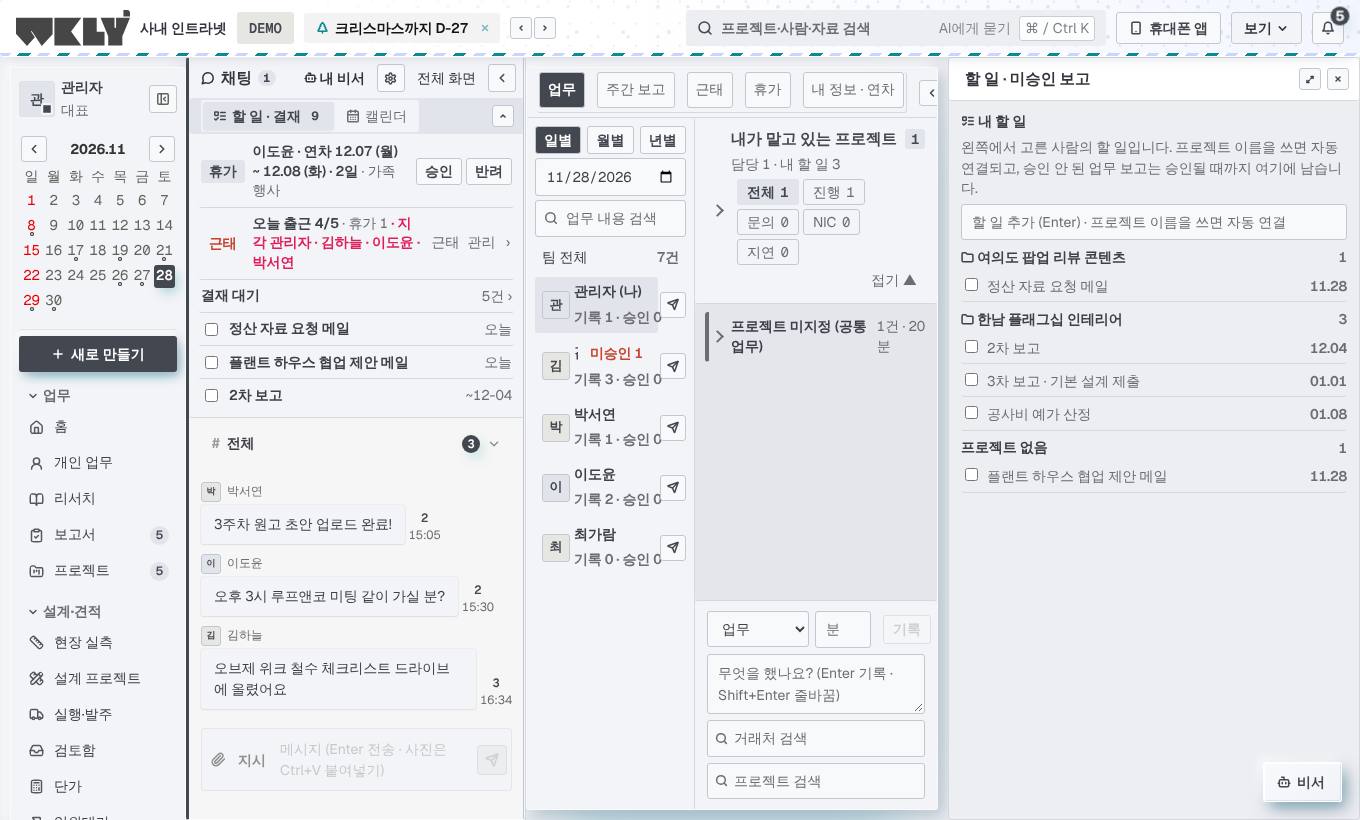 WKLY 사내 인트라넷 DEMO 크리스마스까지 D-27 × ‹ › 프로젝트·사람·자료 검색 AI에게 묻기 ⌘ / Ctrl K 휴대폰 앱 보기 5
관 관리자
대표
2026.11
일 월 화 수 목 금 토
1 2 3 4 5 6 7
8 9 10 11 12 13 14
15 16 17 18 19 20 21
22 23 24 25 26 27 28
29 30
+ 새로 만들기
업무
홈
개인 업무
리서치
보고서 5
프로젝트 5
설계·견적
현장 실측
설계 프로젝트
실행·발주
검토함
단가
채팅 1 내 비서 전체 화면
할 일 · 결재 9 캘린더
휴가 이도윤 · 연차 12.07 (월)
~ 12.08 (화) · 2일 · 가족
행사
승인 반려
근태 오늘 출근 4/5 · 휴가 1 · 지
각 관리자 · 김하늘 · 이도윤 ·
박서연
근태 관리 ›
결재 대기 5건 ›
정산 자료 요청 메일 오늘
플랜트 하우스 협업 제안 메일 오늘
2차 보고 ~12-04
# 전체 3
박 박서연
3주차 원고 초안 업로드 완료! 2
15:05
이 이도윤
오후 3시 루프앤코 미팅 같이 가실 분? 2
15:30
김 김하늘
오브제 위크 철수 체크리스트 드라이브
에 올렸어요 3
16:34
지시 메시지 (Enter 전송 · 사진은
Ctrl+V 붙여넣기)
업무 주간 보고 근태 휴가 내 정보 · 연차
일별 월별 년별
11/28/2026
업무 내용 검색
팀 전체 7건
관 관리자 (나)
기록 1 · 승인 0
김 미승인 1
기록 3 · 승인 0
박 박서연
기록 1 · 승인 0
이 이도윤
기록 2 · 승인 0
최 최가람
기록 0 · 승인 0
내가 맡고 있는 프로젝트 1
담당 1 · 내 할 일 3
전체 1 진행 1
문의 0 NIC 0
지연 0
접기 ▲
프로젝트 미지정 (공통 업무) 1건 · 20분
업무 분 기록
무엇을 했나요? (Enter 기록 ·
Shift+Enter 줄바꿈)
거래처 검색
프로젝트 검색
할 일 · 미승인 보고 ×
내 할 일
왼쪽에서 고른 사람의 할 일입니다. 프로젝트 이름을 쓰면 자동
연결되고, 승인 안 된 업무 보고는 승인될 때까지 여기에 남습니
다.
할 일 추가 (Enter) · 프로젝트 이름을 쓰면 자동 연결
여의도 팝업 리뷰 콘텐츠 1
정산 자료 요청 메일 11.28
한남 플래그십 인테리어 3
2차 보고 12.04
3차 보고 · 기본 설계 제출 01.01
공사비 예가 산정 01.08
프로젝트 없음 1
플랜트 하우스 협업 제안 메일 11.28
비서